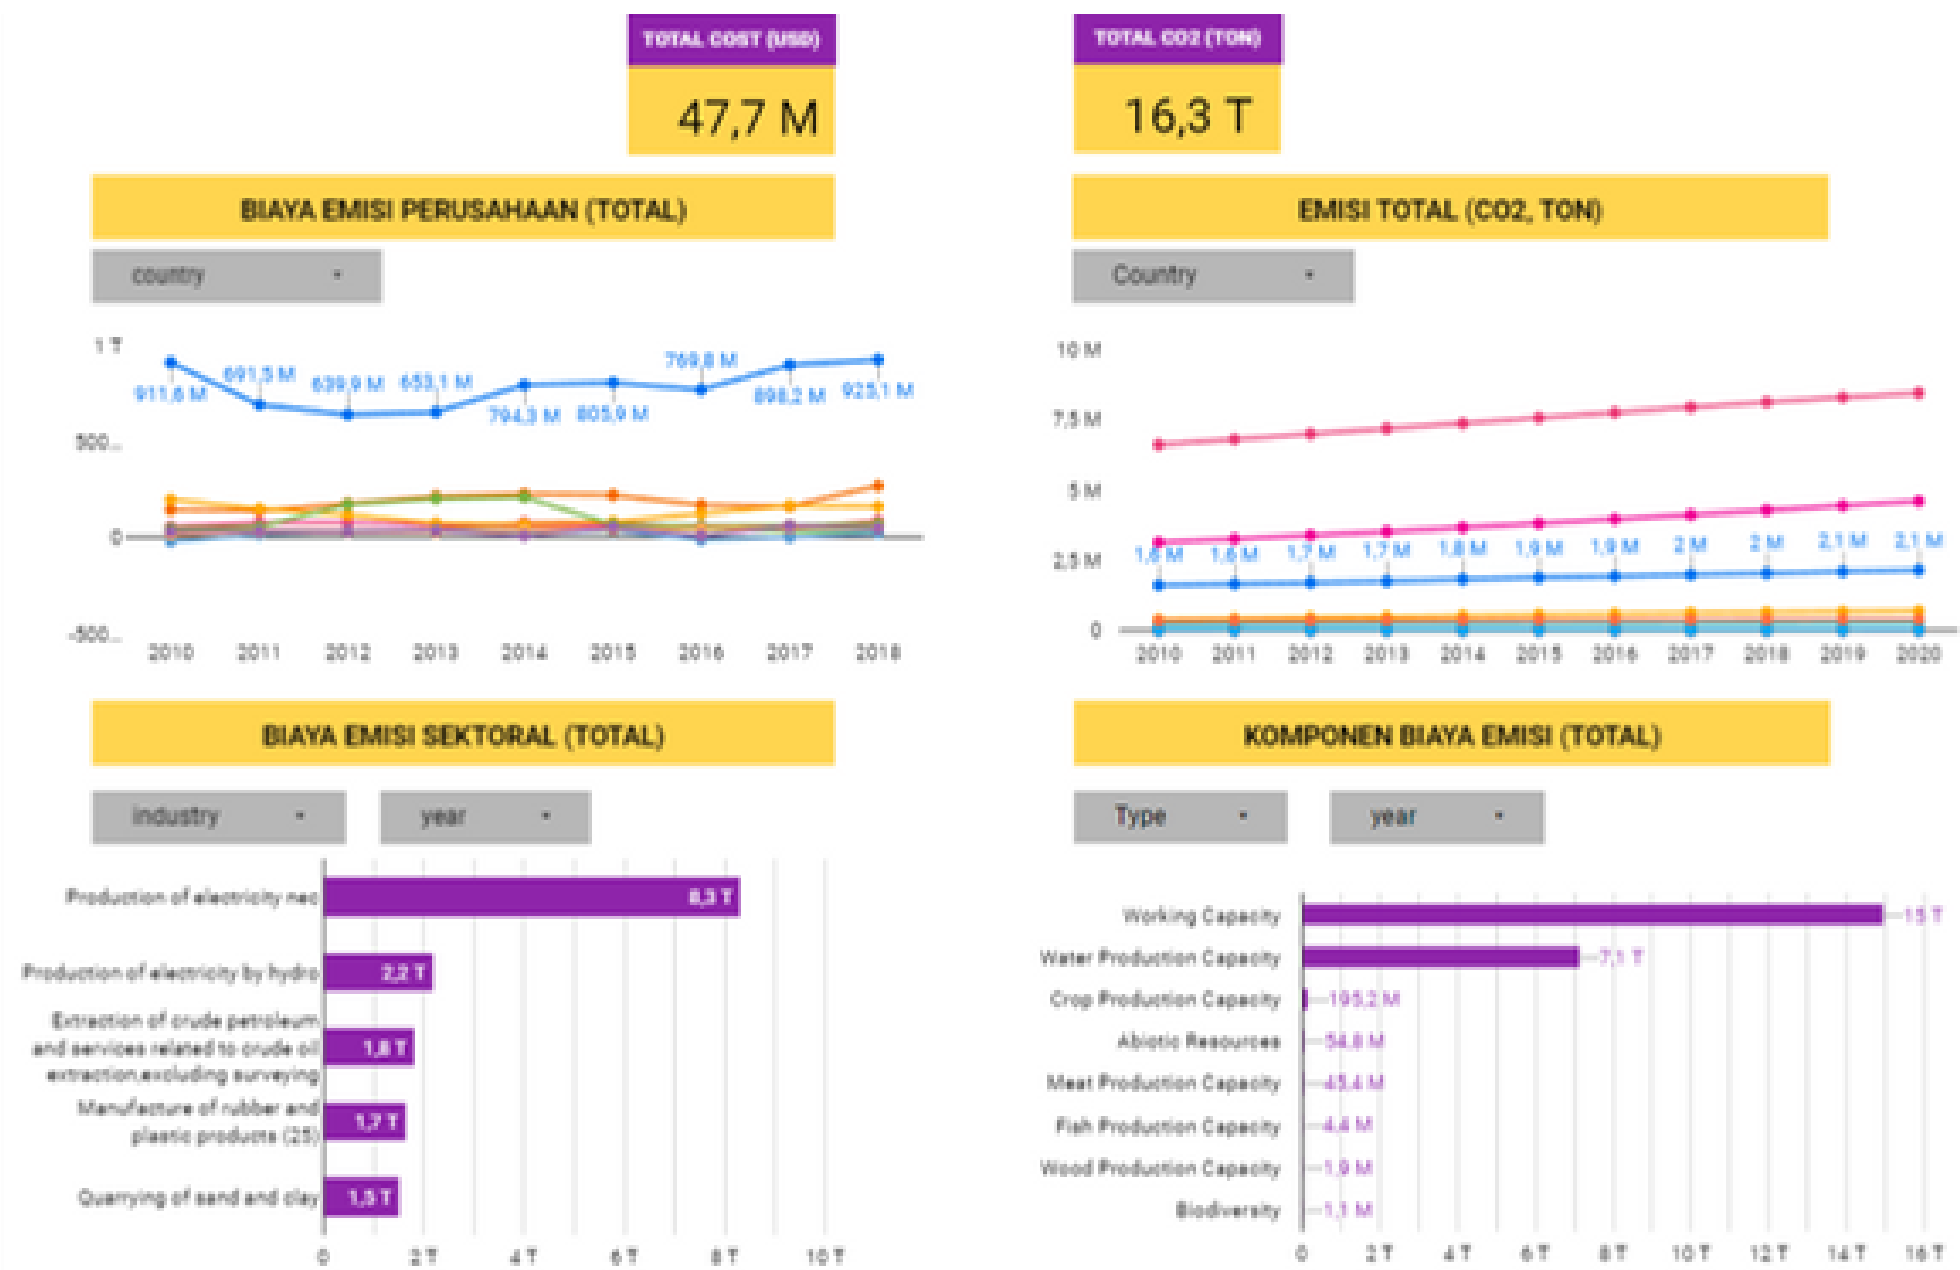 TOTAL COST (USD)
47,7 M
TOTAL CO2 (TON)
16,3 T
BIAYA EMISI PERUSAHAAN (TOTAL)
country
1 T
500...
0
-500...
911,6 M
691,5 M
639,9 M
653,1 M
794,3 M
805,9 M
769,8 M
898,2 M
925,1 M
2010 2011 2012 2013 2014 2015 2016 2017 2018
EMISI TOTAL (CO2, TON)
Country
10 M
7,5 M
5 M
2,5 M
0
1,6 M 1,6 M 1,7 M 1,7 M 1,8 M 1,9 M 1,9 M 2 M 2 M 2,1 M 2,1 M
2010 2011 2012 2013 2014 2015 2016 2017 2018 2019 2020
BIAYA EMISI SEKTORAL (TOTAL)
industry
year
Production of electricity nec
8,3 T
Production of electricity by hydro
2,2 T
Extraction of crude petroleum
and services related to crude oil
extraction,excluding surveying
1,8 T
Manufacture of rubber and
plastic products (25)
1,7 T
Quarrying of sand and clay
1,5 T
0 2 T 4 T 6 T 8 T 10 T
KOMPONEN BIAYA EMISI (TOTAL)
Type
year
Working Capacity
15 T
Water Production Capacity
7,1 T
Crop Production Capacity
195,2 M
Abiotic Resources
54,8 M
Meat Production Capacity
45,4 M
Fish Production Capacity
4,4 M
Wood Production Capacity
1,9 M
Biodiversity
1,1 M
0 2 T 4 T 6 T 8 T 10 T 12 T 14 T 16 T